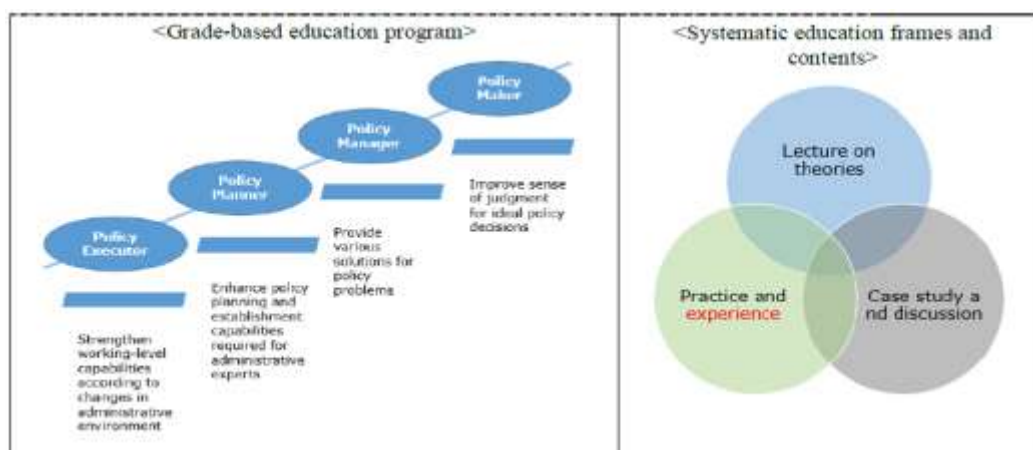 <Grade-based education program>
Policy
Maker
Policy
Manager
Policy
Planner
Policy
Executor
Improve sense
of judgment
for ideal policy
decisions
Provide
various
solutions for
policy
problems
Enhance policy
planning and
establishment
capabilities
required for
administrative
experts
Strengthen
working-level
capabilities
according to
changes in
administrative
environment
<Systematic education frames and
contents>
Lecture on
theories
Practice and
experience
Case study a
nd discussion